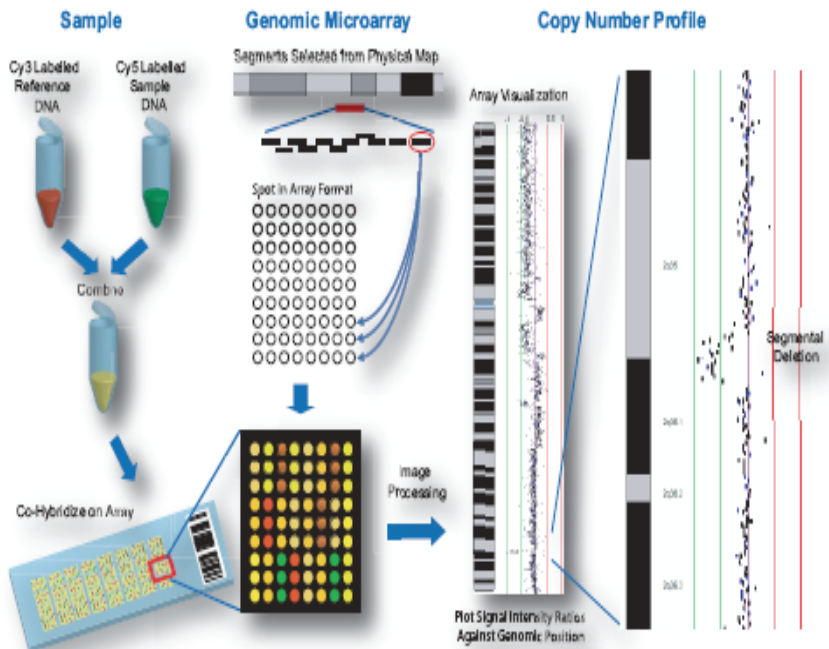 Sample
Genomic Microarray
Copy Number Profile
Cy3 Labelled
Reference
DNA
Cy5 Labelled
Sample
DNA
Combine
Co-Hybridize on Array
Segments Selected from Physical Map
Spot in Array Format
Image
Processing
Array Visualization
Plot Signal Intensity Ratios
Against Genomic Position
Segmental
Deletion